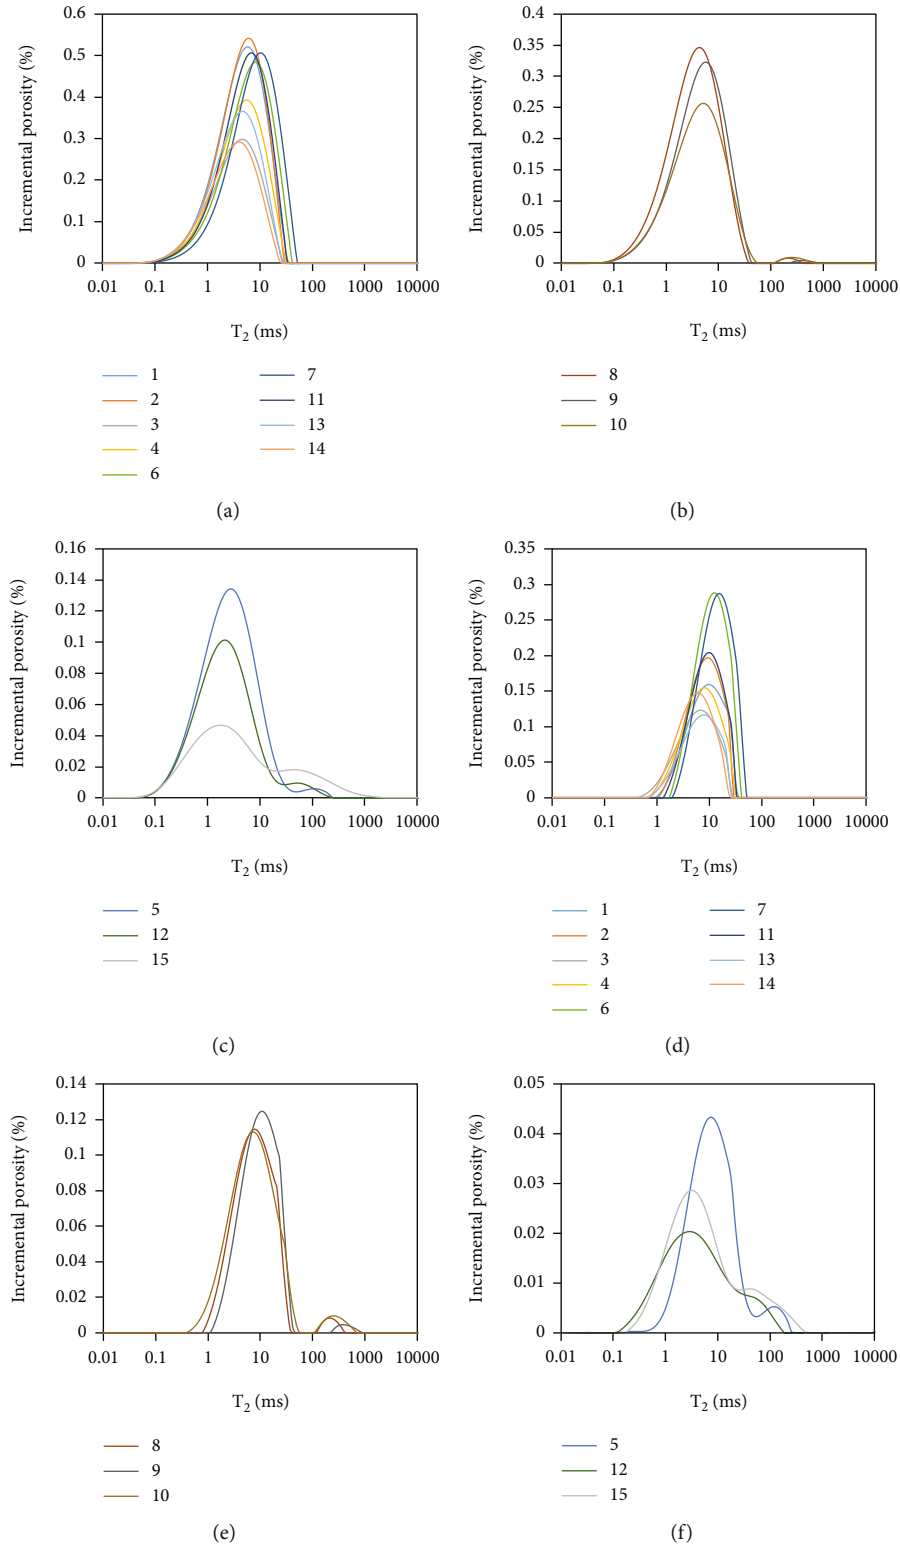 0.6
0.5
0.4
0.3
0.2
0.1
0
Incremental porosity (%)
0.01 0.1 1 10 100 1000 10000
T2 (ms)
1 7
2 11
3 13
4 14
6
(a)
0.4
0.35
0.3
0.25
0.2
0.15
0.1
0.05
0
Incremental porosity (%)
0.01 0.1 1 10 100 1000 10000
T2 (ms)
8
9
10
(b)
0.16
0.14
0.12
0.1
0.08
0.06
0.04
0.02
0
Incremental porosity (%)
0.01 0.1 1 10 100 1000 10000
T2 (ms)
5
12
15
(c)
0.35
0.3
0.25
0.2
0.15
0.1
0.05
0
Incremental porosity (%)
0.01 0.1 1 10 100 1000 10000
T2 (ms)
1 7
2 11
3 13
4 14
6
(d)
0.14
0.12
0.1
0.08
0.06
0.04
0.02
0
Incremental porosity (%)
0.01 0.1 1 10 100 1000 10000
T2 (ms)
8
9
10
(e)
0.05
0.04
0.03
0.02
0.01
0
Incremental porosity (%)
0.01 0.1 1 10 100 1000 10000
T2 (ms)
5
12
15
(f)